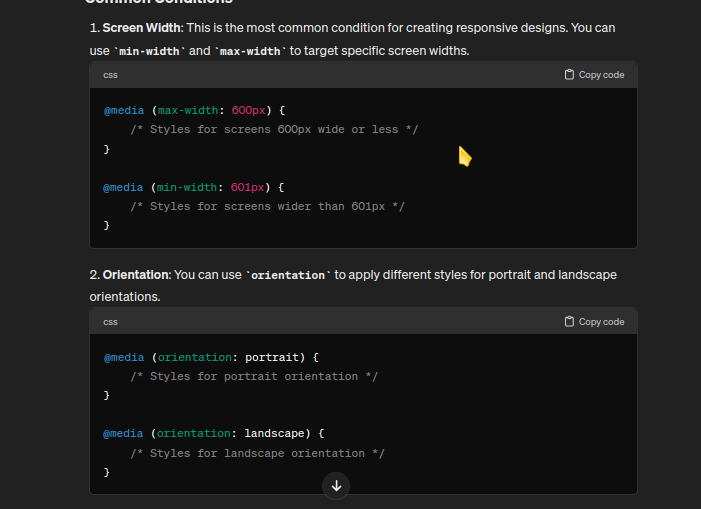 Common Conditions
1. Screen Width: This is the most common condition for creating responsive designs. You can
use `min-width` and `max-width` to target specific screen widths.
css
Copy code
@media (max-width: 600px) {
    /* Styles for screens 600px wide or less */
}
@media (min-width: 601px) {
    /* Styles for screens wider than 601px */
}
2. Orientation: You can use `orientation` to apply different styles for portrait and landscape
orientations.
css
Copy code
@media (orientation: portrait) {
    /* Styles for portrait orientation */
}
@media (orientation: landscape) {
    /* Styles for landscape orientation */
}